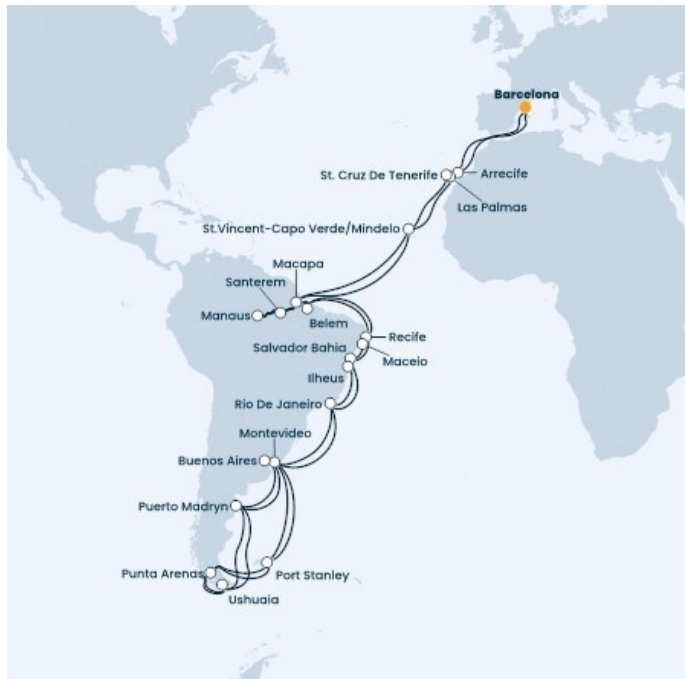 Barcelona
St. Cruz De Tenerife
Arrecife
Las Palmas
St.Vincent-Capo Verde/Mindelo
Macapa
Santerem
Manaus
Belem
Recife
Salvador Bahia
Maceio
Ilheus
Rio De Janeiro
Montevideo
Buenos Aires
Puerto Madryn
Punta Arenas
Port Stanley
Ushuaia